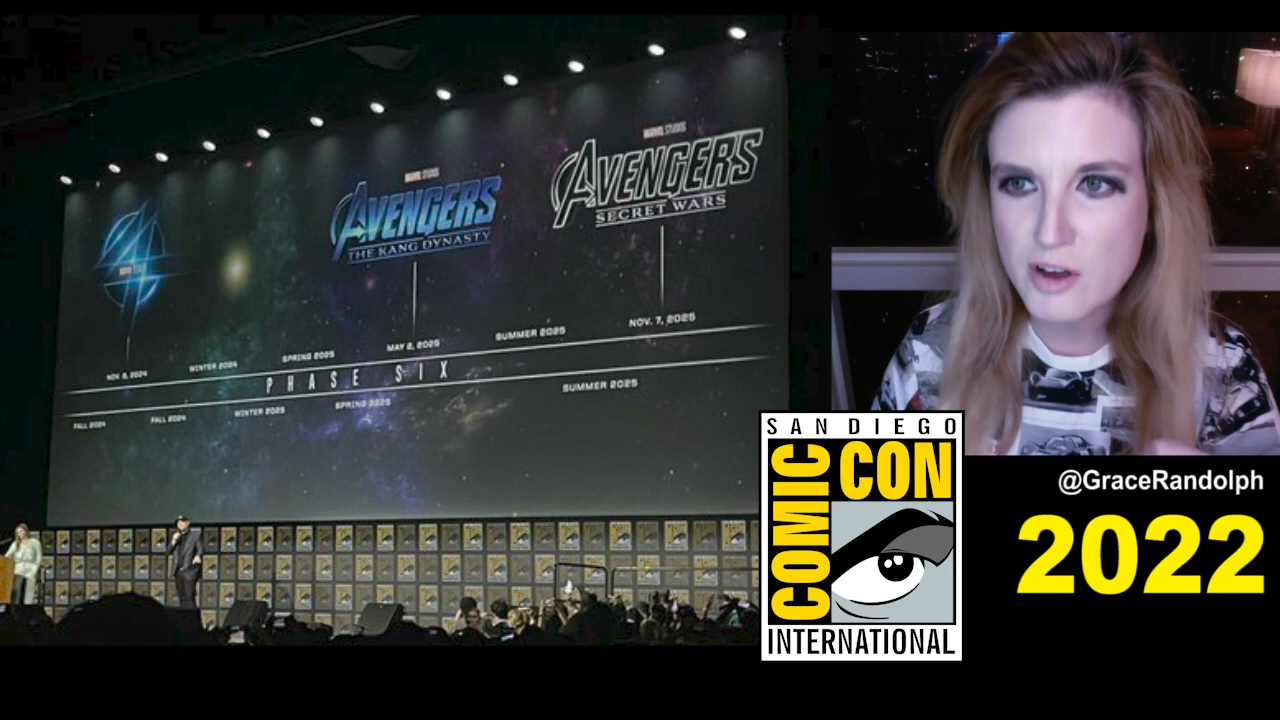 MARVEL STUDIOS
AVENGERS
THE KANG DYNASTY
MARVEL STUDIOS
AVENGERS
SECRET WARS
NOV. 8, 2024
WINTER 2024
SPRING 2025
MAY 2, 2025
SUMMER 2025
NOV. 7, 2025
PHASE SIX
FALL 2024
FALL 2024
WINTER 2025
SPRING 2025
SUMMER 2025
SAN DIEGO
COMIC
CON
INTERNATIONAL
@GraceRandolph
2022